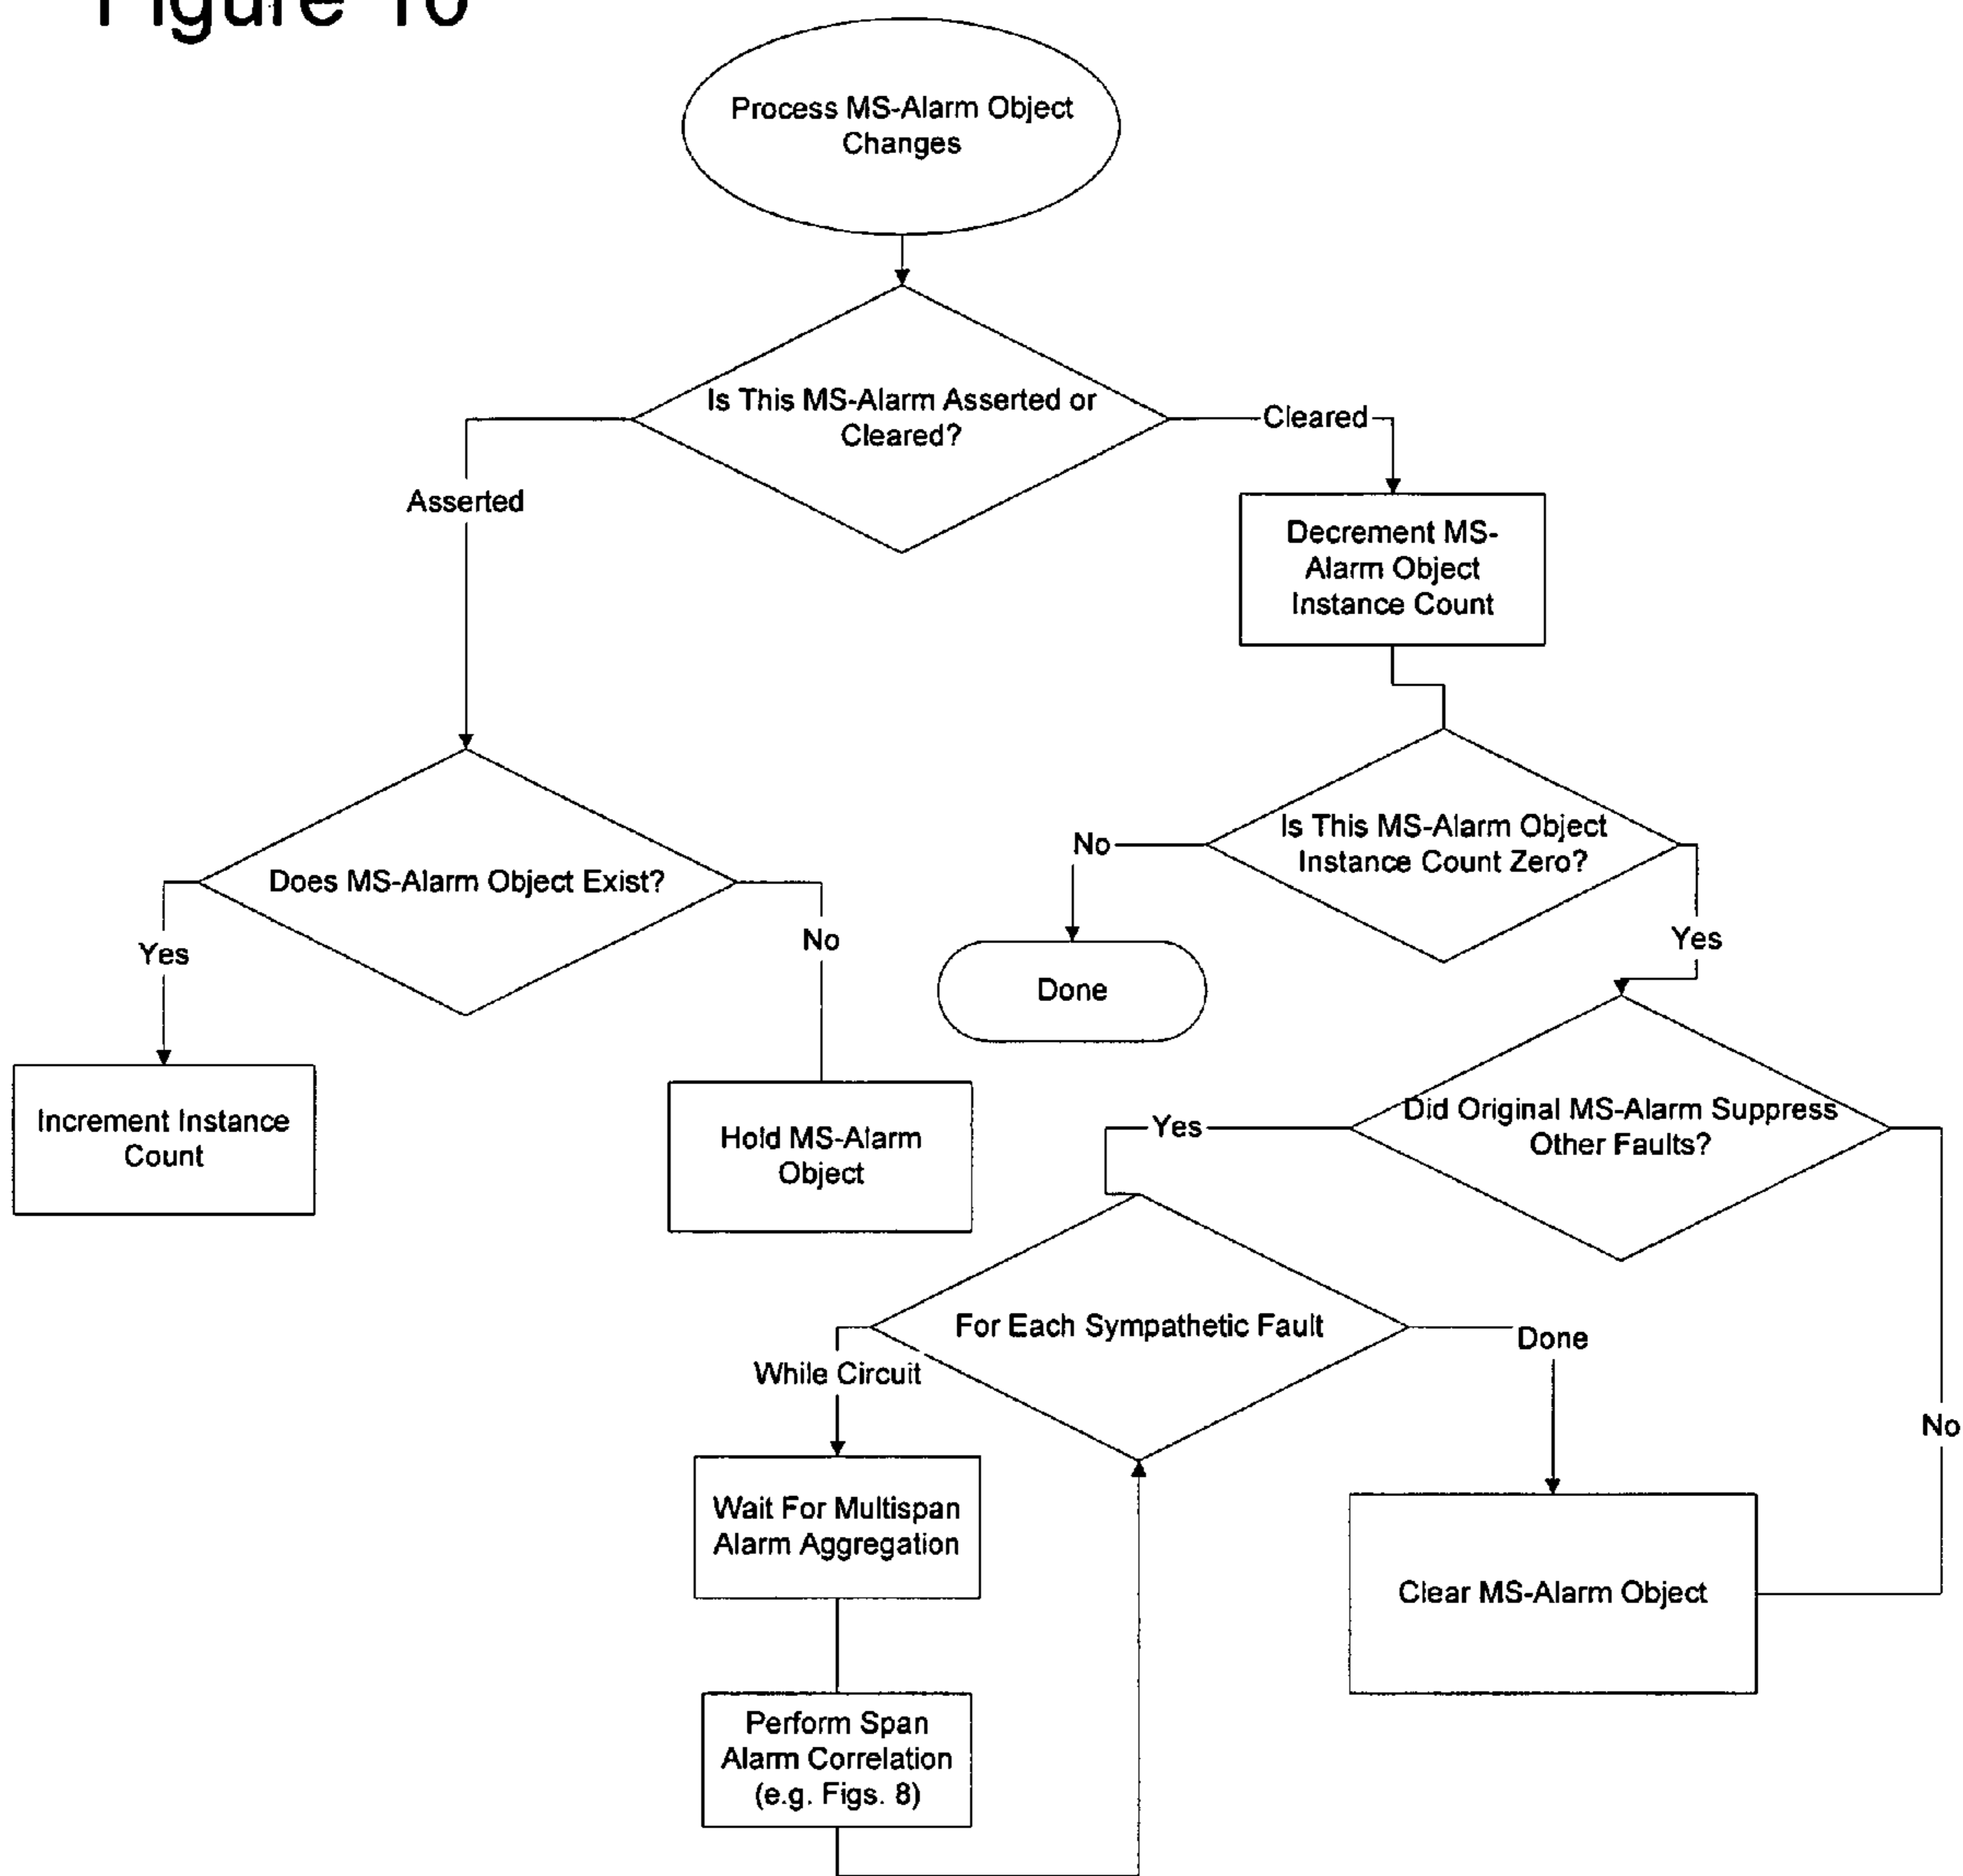 Figure 10
Process MS-Alarm Object
Changes
Is This MS-Alarm Asserted or
Cleared?
Cleared
Asserted
Decrement MS-
Alarm Object
Instance Count
Is This MS-Alarm Object
Instance Count Zero?
No
Does MS-Alarm Object Exist?
Yes
No
Yes
Done
Increment Instance
Count
Hold MS-Alarm
Object
Yes
Did Original MS-Alarm Suppress
Other Faults?
For Each Sympathetic Fault
Done
While Circuit
No
Wait For Multispan
Alarm Aggregation
Clear MS-Alarm Object
Perform Span
Alarm Correlation
(e.g. Figs. 8)